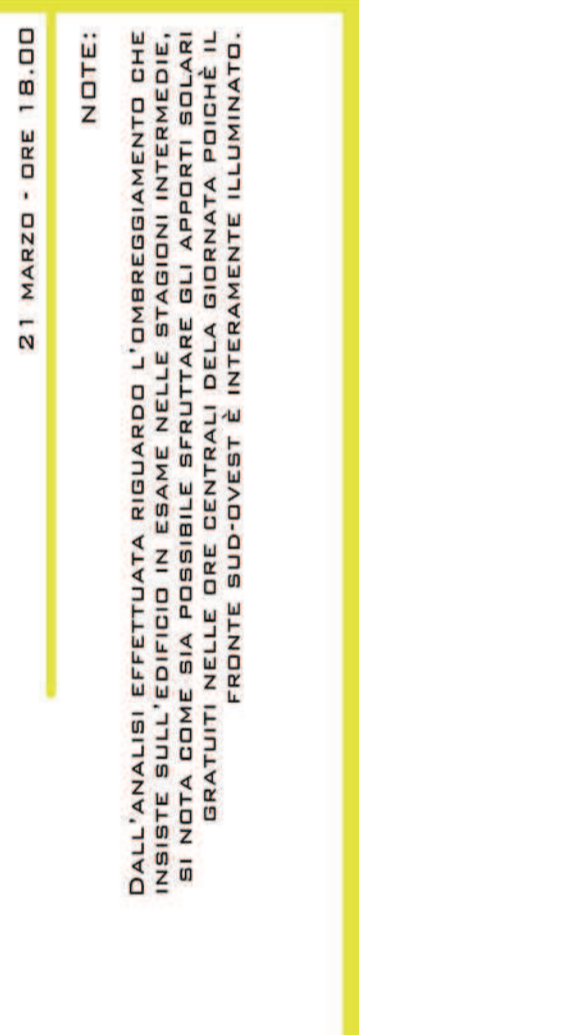 21 MARZO - ORE 18.00
NOTE:
DALL'ANALISI EFFETTUATA RIGUARDO L'OMBREGGIAMENTO CHE
INSISTE SULL'EDIFICIO IN ESAME NELLE STAGIONI INTERMEDIE,
SI NOTA COME SIA POSSIBILE SFRUTTARE GLI APPORTI SOLARI
GRATUITI NELLE ORE CENTRALI DELA GIORNATA POICHÈ IL
FRONTE SUD-OVEST È INTERAMENTE ILLUMINATO.